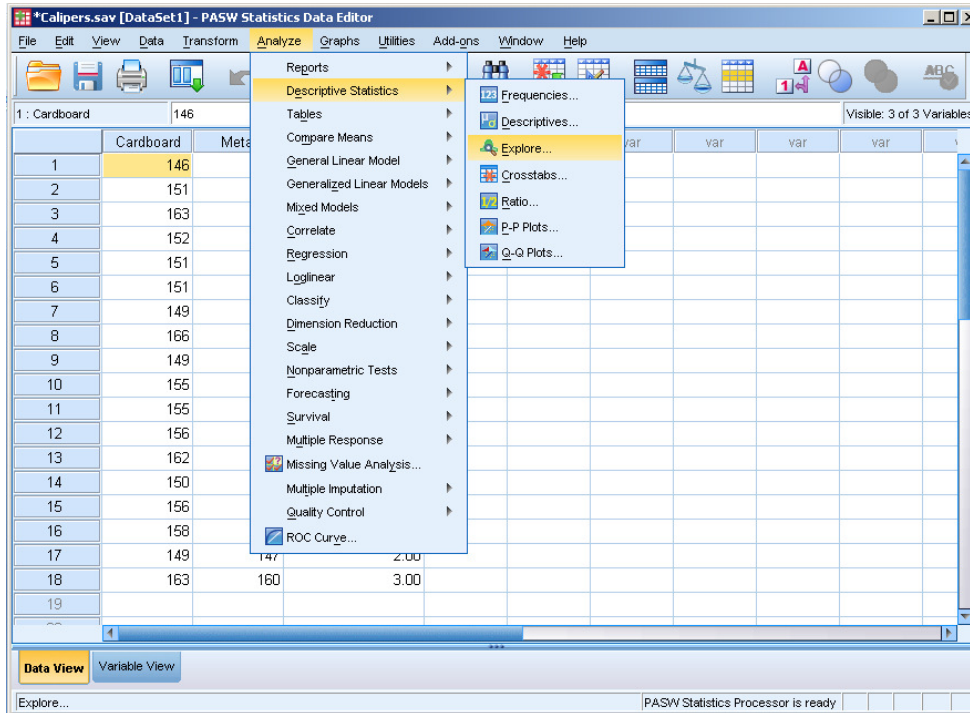 *Calipers.sav [DataSet1] - PASW Statistics Data Editor
File Edit View Data Transform Analyze Graphs Utilities Add-ons Window Help
1 : Cardboard 146 Visible: 3 of 3 Variables
Cardboard Meta var var var var
1 146
2 151
3 163
4 152
5 151
6 151
7 149
8 166
9 149
10 155
11 155
12 156
13 162
14 150
15 156
16 158
17 149 147 2.00
18 163 160 3.00
19
Reports
Descriptive Statistics
Tables
Compare Means
General Linear Model
Generalized Linear Models
Mixed Models
Correlate
Regression
Loglinear
Classify
Dimension Reduction
Scale
Nonparametric Tests
Forecasting
Survival
Multiple Response
Missing Value Analysis...
Multiple Imputation
Quality Control
ROC Curve...
123 Frequencies...
Descriptives...
Explore...
Crosstabs...
1/2 Ratio...
P-P Plots...
Q-Q Plots...
A
1
ABC
Data View Variable View
Explore... PASW Statistics Processor is ready